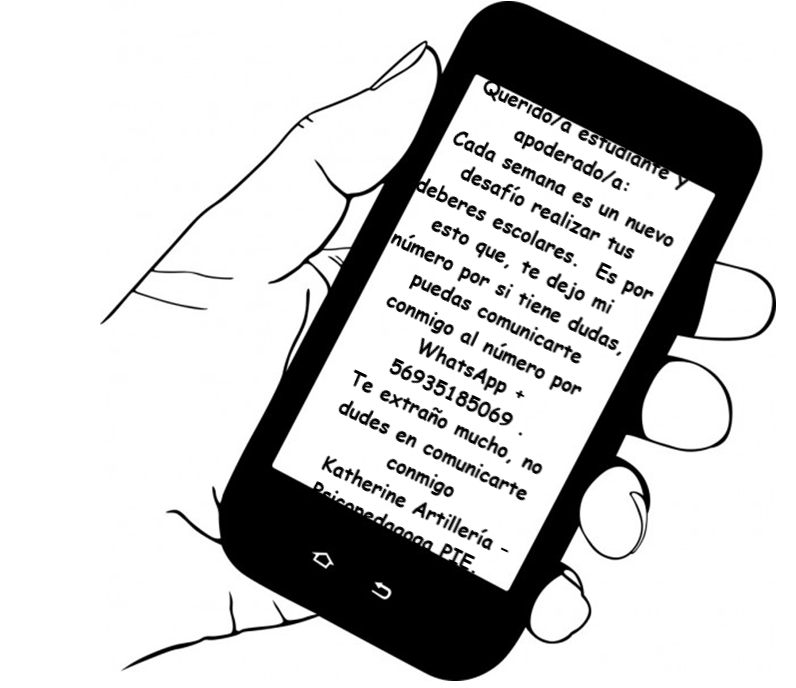 Querido/a estudiante y
apoderado/a:
Cada semana es un nuevo
desafío realizar tus
deberes escolares. Es por
esto que, te dejo mi
número por si tiene dudas,
puedas comunicarte
conmigo al número por
WhatsApp +
56935185069 .
Te extraño mucho, no
dudes en comunicarte
conmigo
Katherine Artillería -
Psicopedagoga PIE.